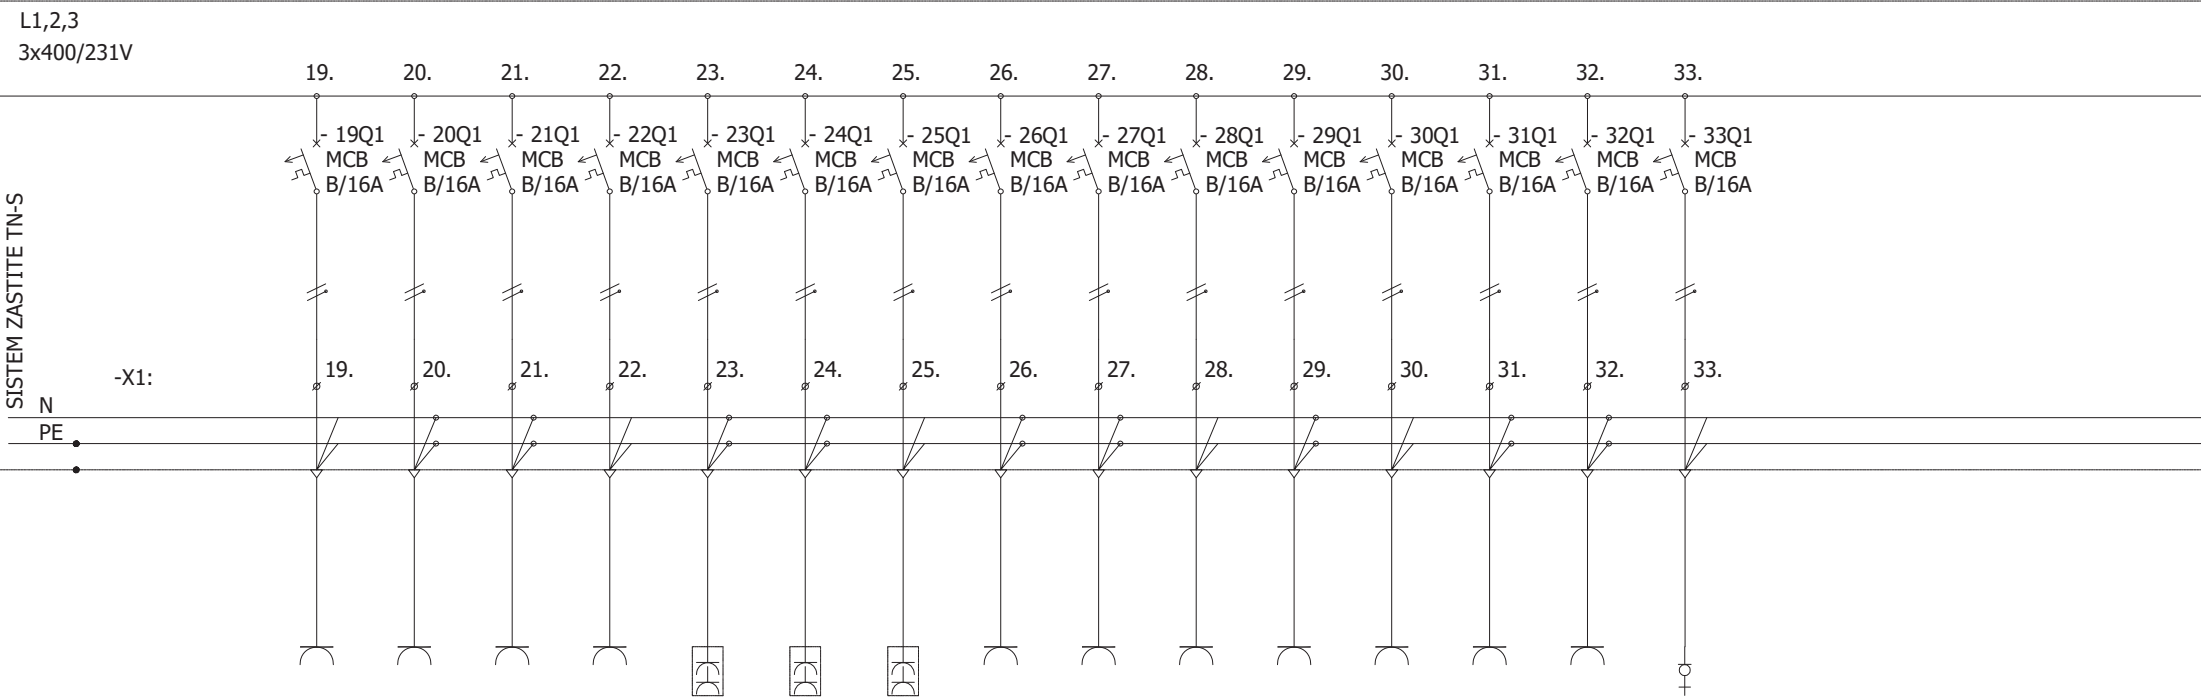 L1,2,3
3x400/231V
19. 20. 21. 22. 23. 24. 25. 26. 27. 28. 29. 30. 31. 32. 33.
- 19Q1 - 20Q1 - 21Q1 - 22Q1 - 23Q1 - 24Q1 - 25Q1 - 26Q1 - 27Q1 - 28Q1 - 29Q1 - 30Q1 - 31Q1 - 32Q1 - 33Q1
MCB MCB MCB MCB MCB MCB MCB MCB MCB MCB MCB MCB MCB MCB MCB
B/16A B/16A B/16A B/16A B/16A B/16A B/16A B/16A B/16A B/16A B/16A B/16A B/16A B/16A B/16A
SISTEM ZASTITE TN-S
-X1:
19. 20. 21. 22. 23. 24. 25. 26. 27. 28. 29. 30. 31. 32. 33.
N
PE